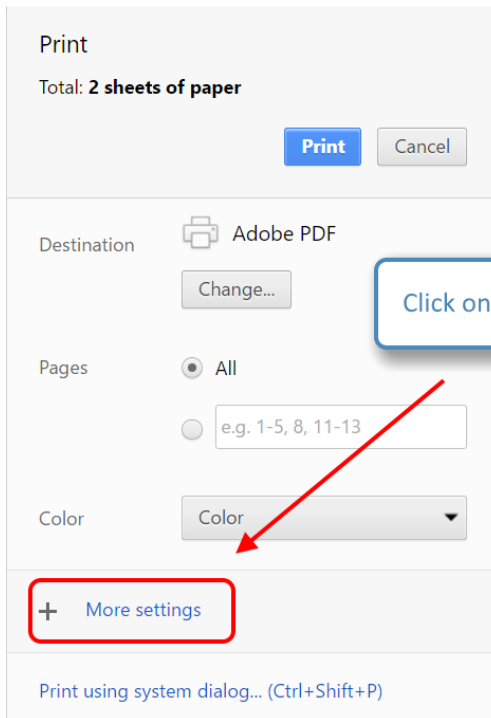 Print
Total: 2 sheets of paper
Print Cancel
Destination Adobe PDF
Change...
Click on
Pages All
e.g. 1-5, 8, 11-13
Color Color
+ More settings
Print using system dialog... (Ctrl+Shift+P)